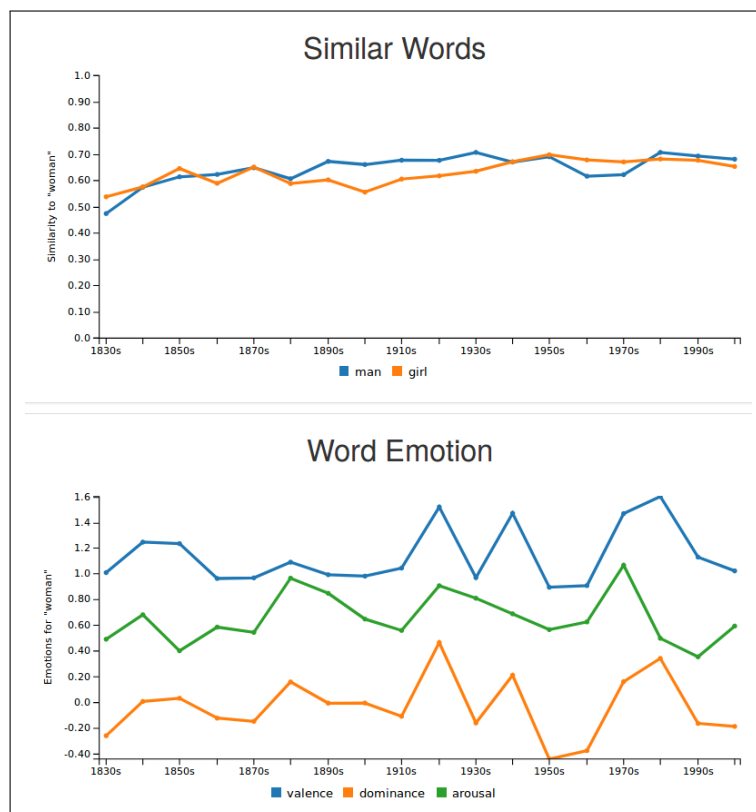 Similar Words
1.0
0.90
0.80
0.70
0.60
0.50
0.40
0.30
0.20
0.10
0.0
Similarity to "woman"
1830s 1850s 1870s 1890s 1910s 1930s 1950s 1970s 1990s
man girl
Word Emotion
1.6
1.4
1.2
1.0
0.80
0.60
0.40
0.20
0.0
-0.20
-0.40
Emotions for "woman"
1830s 1850s 1870s 1890s 1910s 1930s 1950s 1970s 1990s
valence dominance arousal